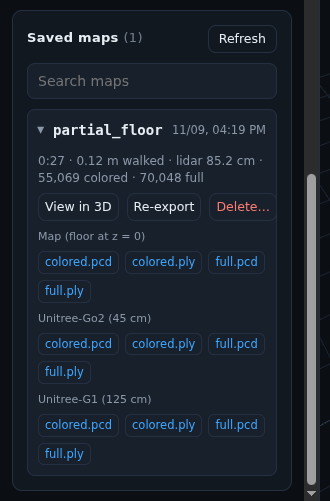 Saved maps (1) Refresh
Search maps
▼ partial_floor 11/09, 04:19 PM
0:27 · 0.12 m walked · lidar 85.2 cm ·
55,069 colored · 70,048 full
View in 3D Re-export Delete...
Map (floor at z = 0)
colored.pcd colored.ply full.pcd
full.ply
Unitree-Go2 (45 cm)
colored.pcd colored.ply full.pcd
full.ply
Unitree-G1 (125 cm)
colored.pcd colored.ply full.pcd
full.ply